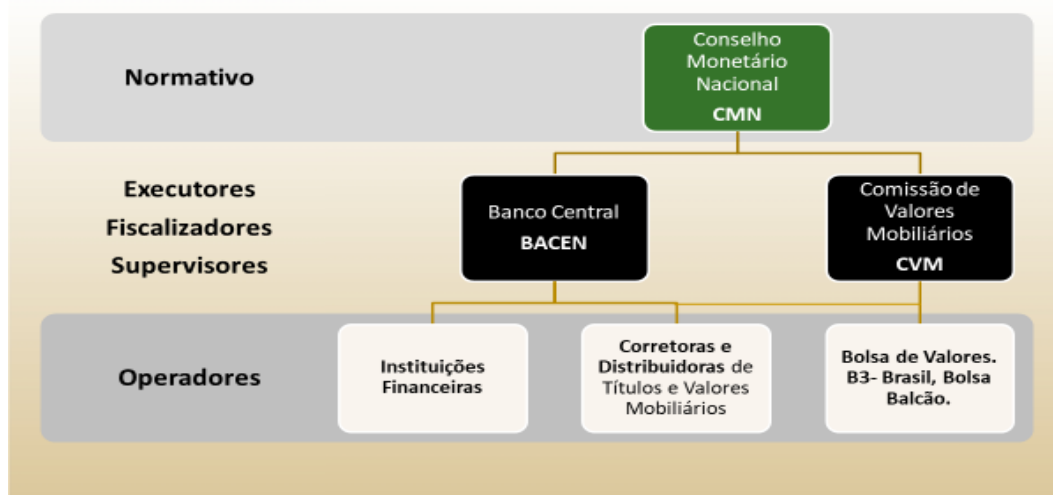 Normativo
Conselho
Monetário
Nacional
CMN
Executores
Fiscalizadores
Supervisores
Banco Central
BACEN
Comissão de
Valores
Mobiliários
CVM
Operadores
Instituições
Financeiras
Corretoras e
Distribuidoras de
Títulos e Valores
Mobiliários
Bolsa de Valores.
B3- Brasil, Bolsa
Balcão.